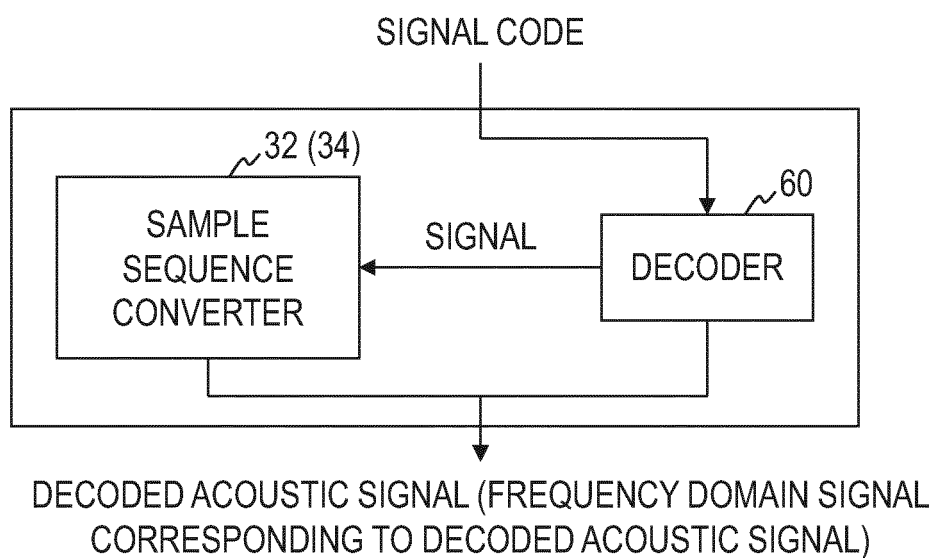 SIGNAL CODE
32 (34)
SAMPLE
SEQUENCE
CONVERTER
SIGNAL
60
DECODER
DECODED ACOUSTIC SIGNAL (FREQUENCY DOMAIN SIGNAL
CORRESPONDING TO DECODED ACOUSTIC SIGNAL)